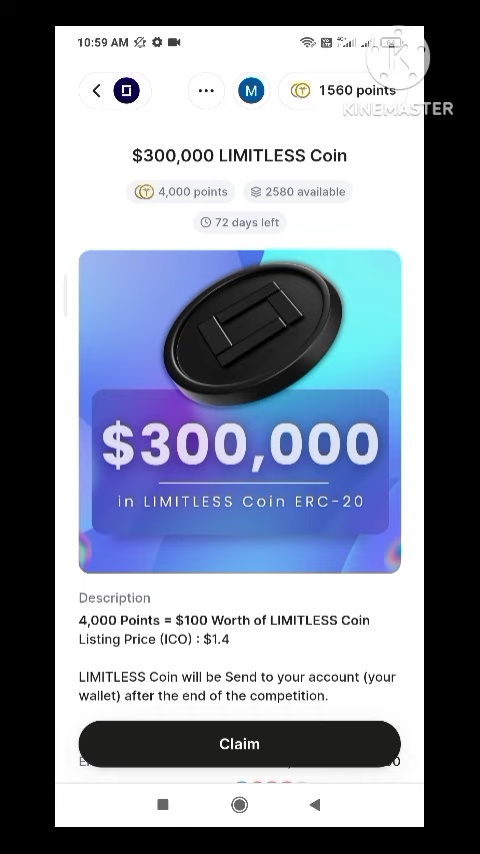 10:59 AM
M
1560 points
KINEMASTER
$300,000 LIMITLESS Coin
4,000 points
2580 available
72 days left
$300,000
in LIMITLESS Coin ERC-20
Description
4,000 Points = $100 Worth of LIMITLESS Coin
Listing Price (ICO) : $1.4
LIMITLESS Coin will be Send to your account (your
wallet) after the end of the competition.
Claim